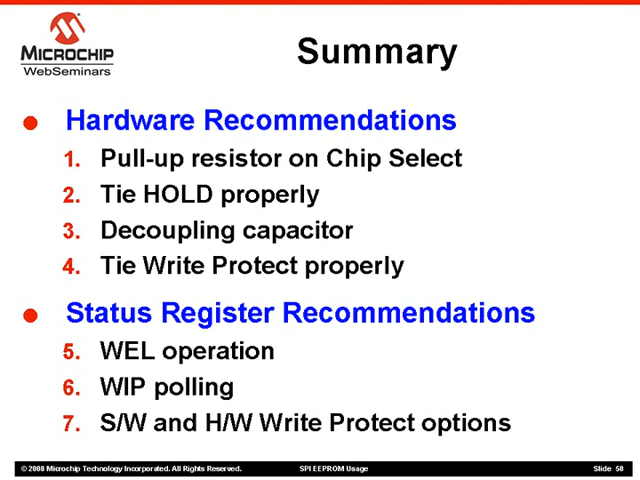 MICROCHIP
WebSeminars
Summary
Hardware Recommendations
1. Pull-up resistor on Chip Select
2. Tie HOLD properly
3. Decoupling capacitor
4. Tie Write Protect properly
Status Register Recommendations
5. WEL operation
6. WIP polling
7. S/W and H/W Write Protect options
© 2008 Microchip Technology Incorporated. All Rights Reserved. SPI EEPROM Usage Slide 50